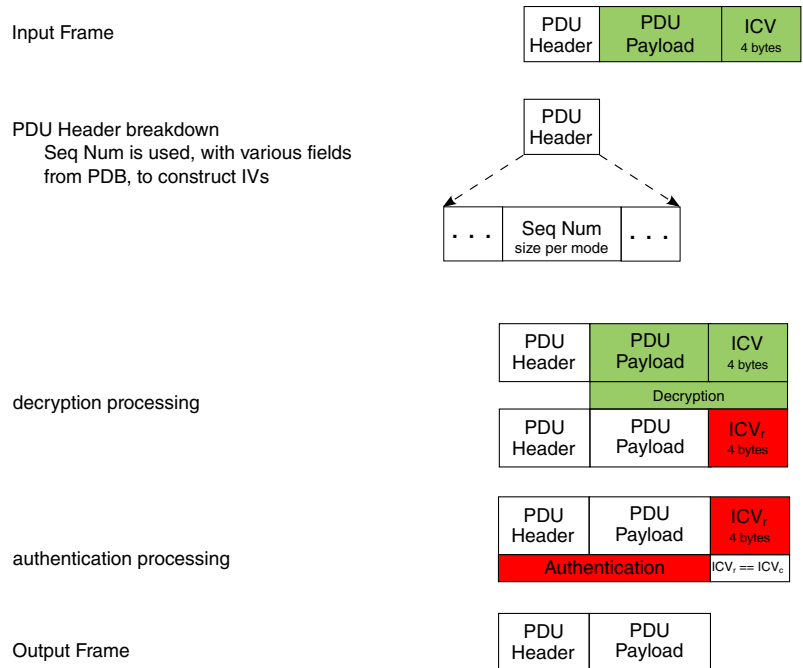 Input Frame
PDU Header
PDU Payload
ICV 4 bytes
PDU Header breakdown
Seq Num is used, with various fields
from PDB, to construct IVs
PDU Header
. . .
Seq Num size per mode
. . .
decryption processing
PDU Header
PDU Payload
ICV 4 bytes
Decryption
PDU Header
PDU Payload
ICVr 4 bytes
authentication processing
PDU Header
PDU Payload
ICVr 4 bytes
Authentication
ICVr == ICVc
Output Frame
PDU Header
PDU Payload